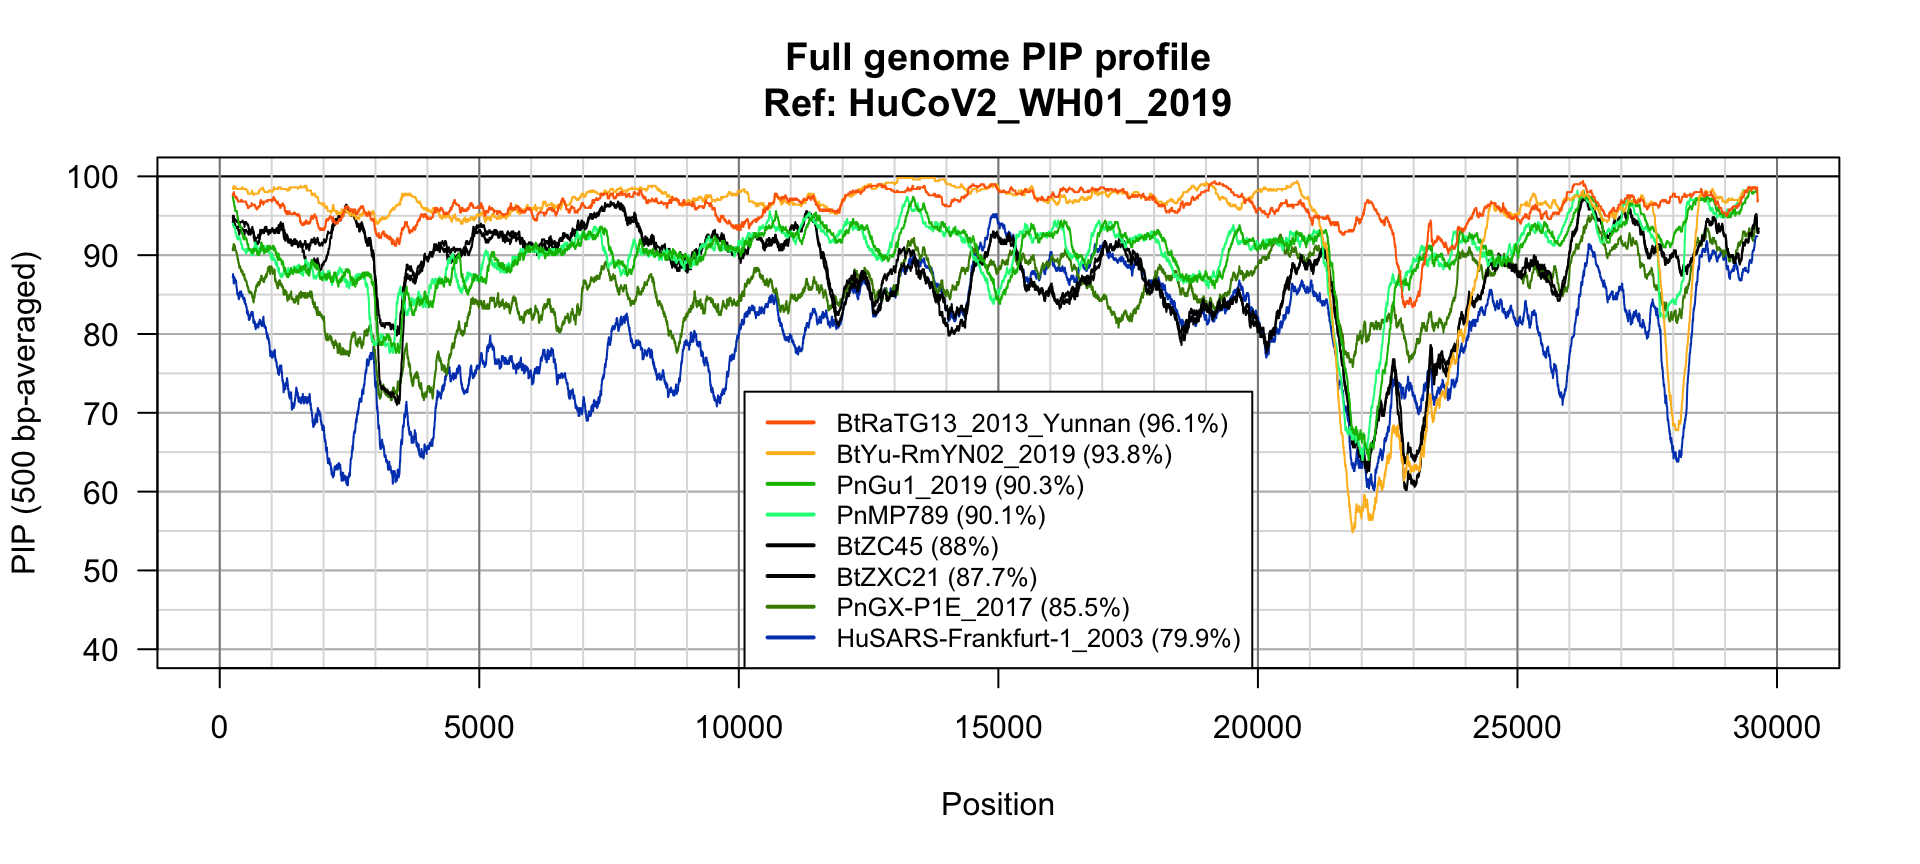 Full genome PIP profile
Ref: HuCoV2_WH01_2019
PIP (500 bp-averaged)
100
90
80
70
60
50
40
BtRaTG13_2013_Yunnan (96.1%)
BtYu-RmYN02_2019 (93.8%)
PnGu1_2019 (90.3%)
PnMP789 (90.1%)
BtZC45 (88%)
BtZXC21 (87.7%)
PnGX-P1E_2017 (85.5%)
HuSARS-Frankfurt-1_2003 (79.9%)
0 5000 10000 15000 20000 25000 30000
Position